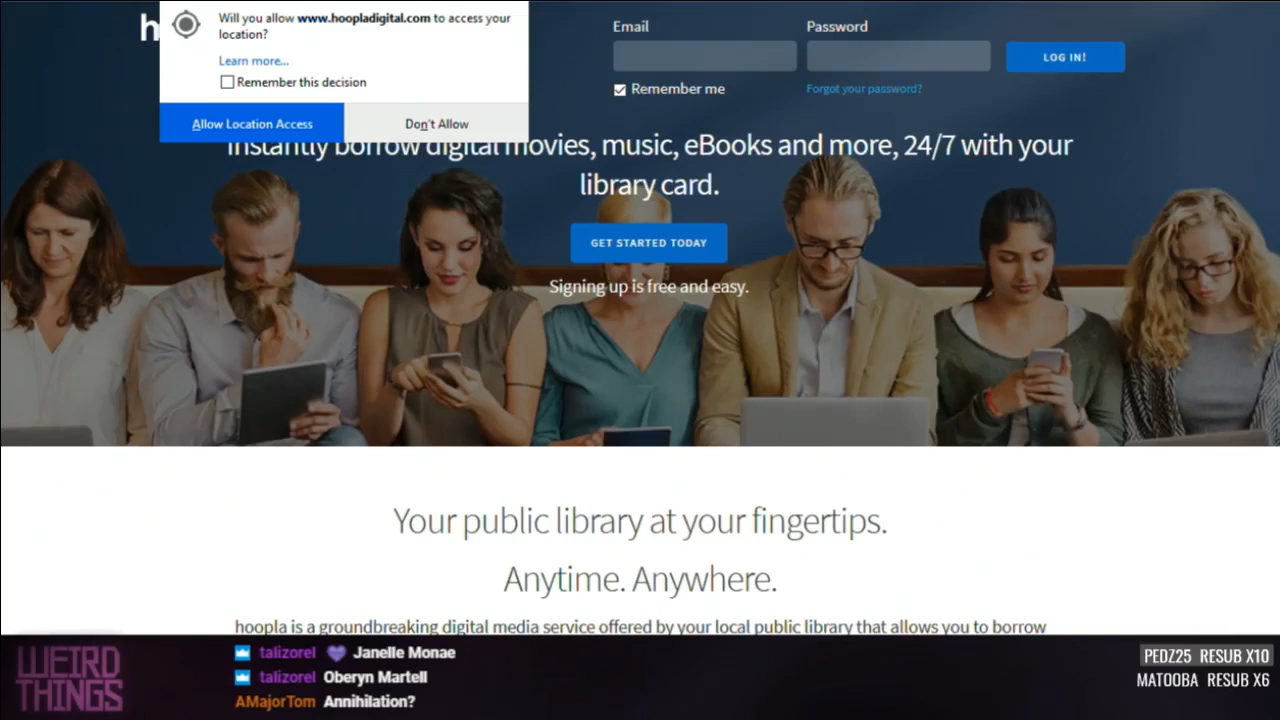 h
Will you allow www.hoopladigital.com to access your
location?
Learn more...
Remember this decision
Allow Location Access
Don't Allow
Email
Password
LOG IN!
Remember me
Forgot your password?
Instantly borrow digital movies, music, eBooks and more, 24/7 with your
library card.
GET STARTED TODAY
Signing up is free and easy.
Your public library at your fingertips.
Anytime. Anywhere.
hoopla is a groundbreaking digital media service offered by your local public library that allows you to borrow
WEIRD
THINGS
talizorel 💜 Janelle Monae
talizorel Oberyn Martell
AMajorTom Annihilation?
PEDZ25 RESUB X10
MATOOBA RESUB X6